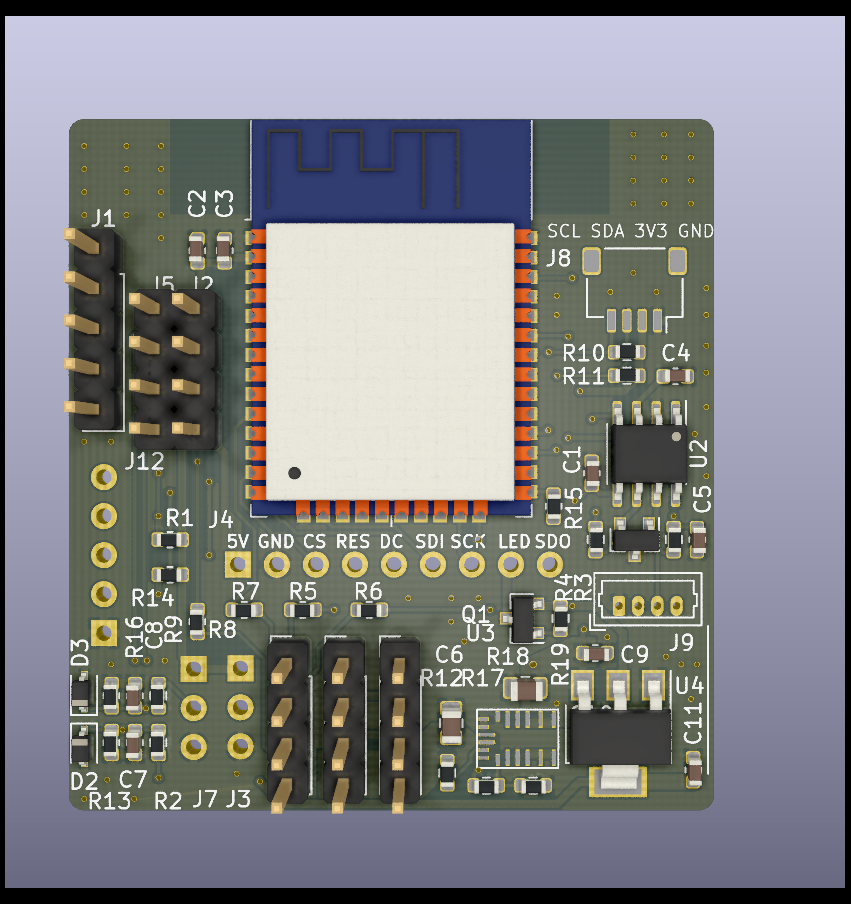 C2 C3
J1
SCL SDA 3V3 GND
J8
J5 J2
R10 C4
R11
J12
C1
U2
R15
C5
R1 J4
5V GND CS RES DC SDI SCK LED SDO
R14
R7 R5 R6
R4
R3
R16
C8
R9
R8
Q1
U3
D3
C6 R18
R19
C9 J9
R12 R17
U4
C11
D2 C7
R13 R2 J7 J3